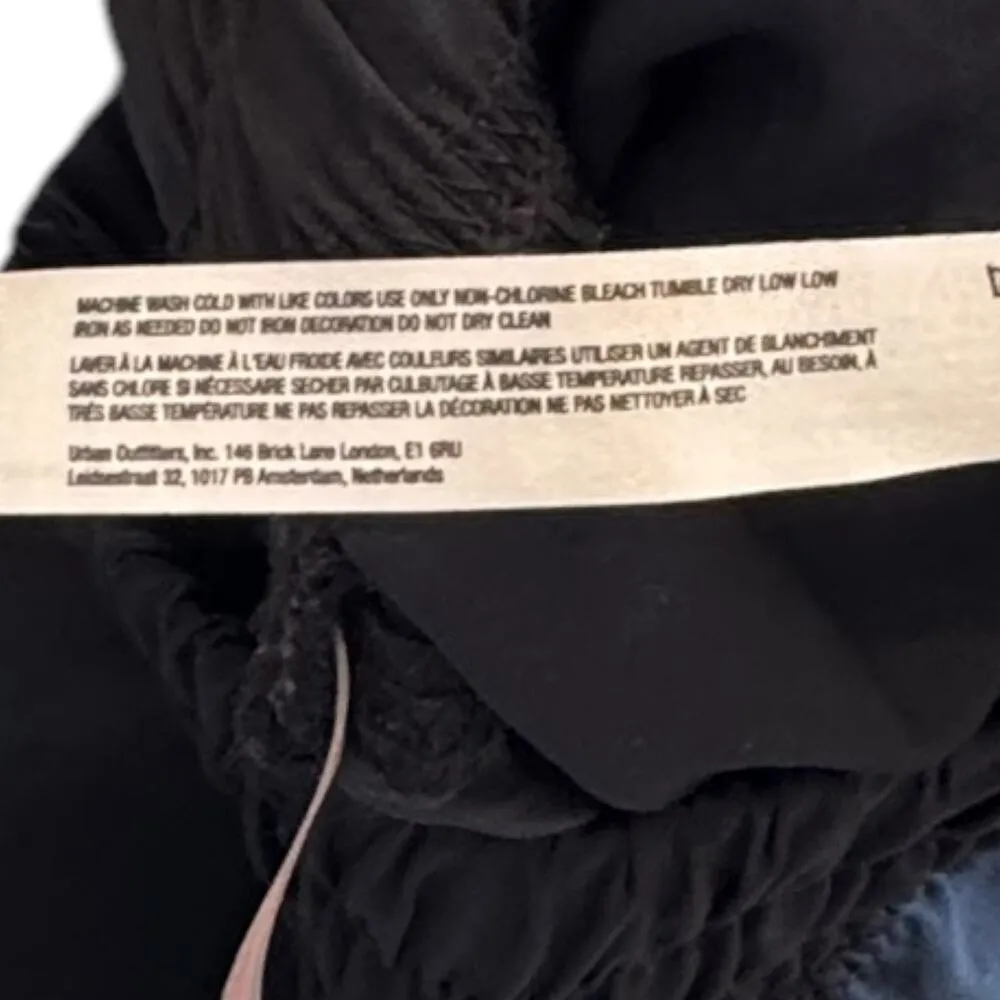 MACHINE WASH COLD WITH LIKE COLORS USE ONLY NON-CHLORINE BLEACH TUMBLE DRY LOW LOW
IRON AS NEEDED DO NOT IRON DECORATION DO NOT DRY CLEAN
LAVER À LA MACHINE À L'EAU FROIDE AVEC COULEURS SIMILAIRES UTILISER UN AGENT DE BLANCHIMENT
SANS CHLORE SI NÉCESSAIRE SECHER PAR CULBUTAGE À BASSE TEMPERATURE REPASSER, AU BESOIN, À
TRÉS BASSE TEMPÉRATURE NE PAS REPASSER LA DÉCORATION NE PAS NETTOYER À SEC
Urban Outfitters, Inc. 146 Brick Lane London, E1 6RU
Leidsestraat 32, 1017 PB Amsterdam, Netherlands